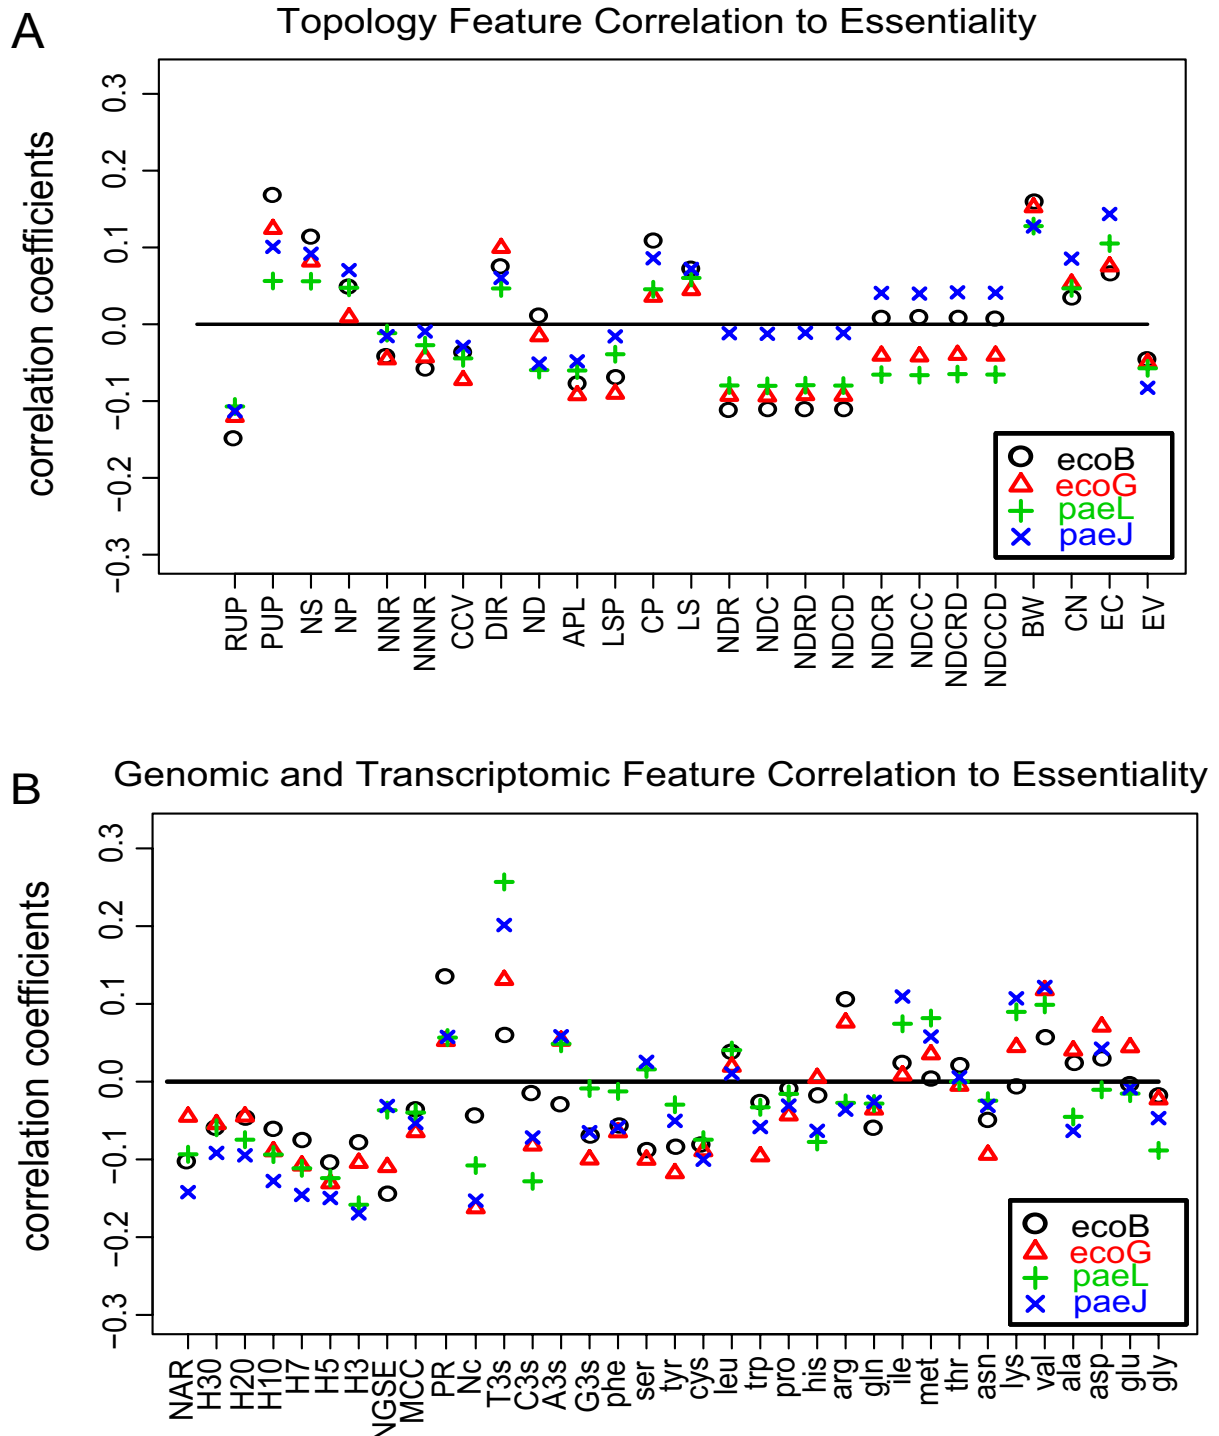 A
Topology Feature Correlation to Essentiality
correlation coefficients
0.3
0.2
0.1
0.0
−0.1
−0.2
−0.3
ecoB
ecoG
paeL
paeJ
RUP
PUP
NS
NP
NNR
NNNR
CCV
DIR
ND
APL
LSP
CP
LS
NDR
NDC
NDRD
NDCD
NDCR
NDCC
NDCRD
NDCCD
BW
CN
EC
EV
B
Genomic and Transcriptomic Feature Correlation to Essentiality
correlation coefficients
0.3
0.2
0.1
0.0
−0.1
−0.2
−0.3
ecoB
ecoG
paeL
paeJ
NAR
H30
H20
H10
H7
H5
H3
NGSE
MCC
PR
Nc
T3s
C3s
A3s
G3s
phe
ser
tyr
cys
leu
trp
pro
his
arg
gln
ile
met
thr
asn
lys
val
ala
asp
glu
gly